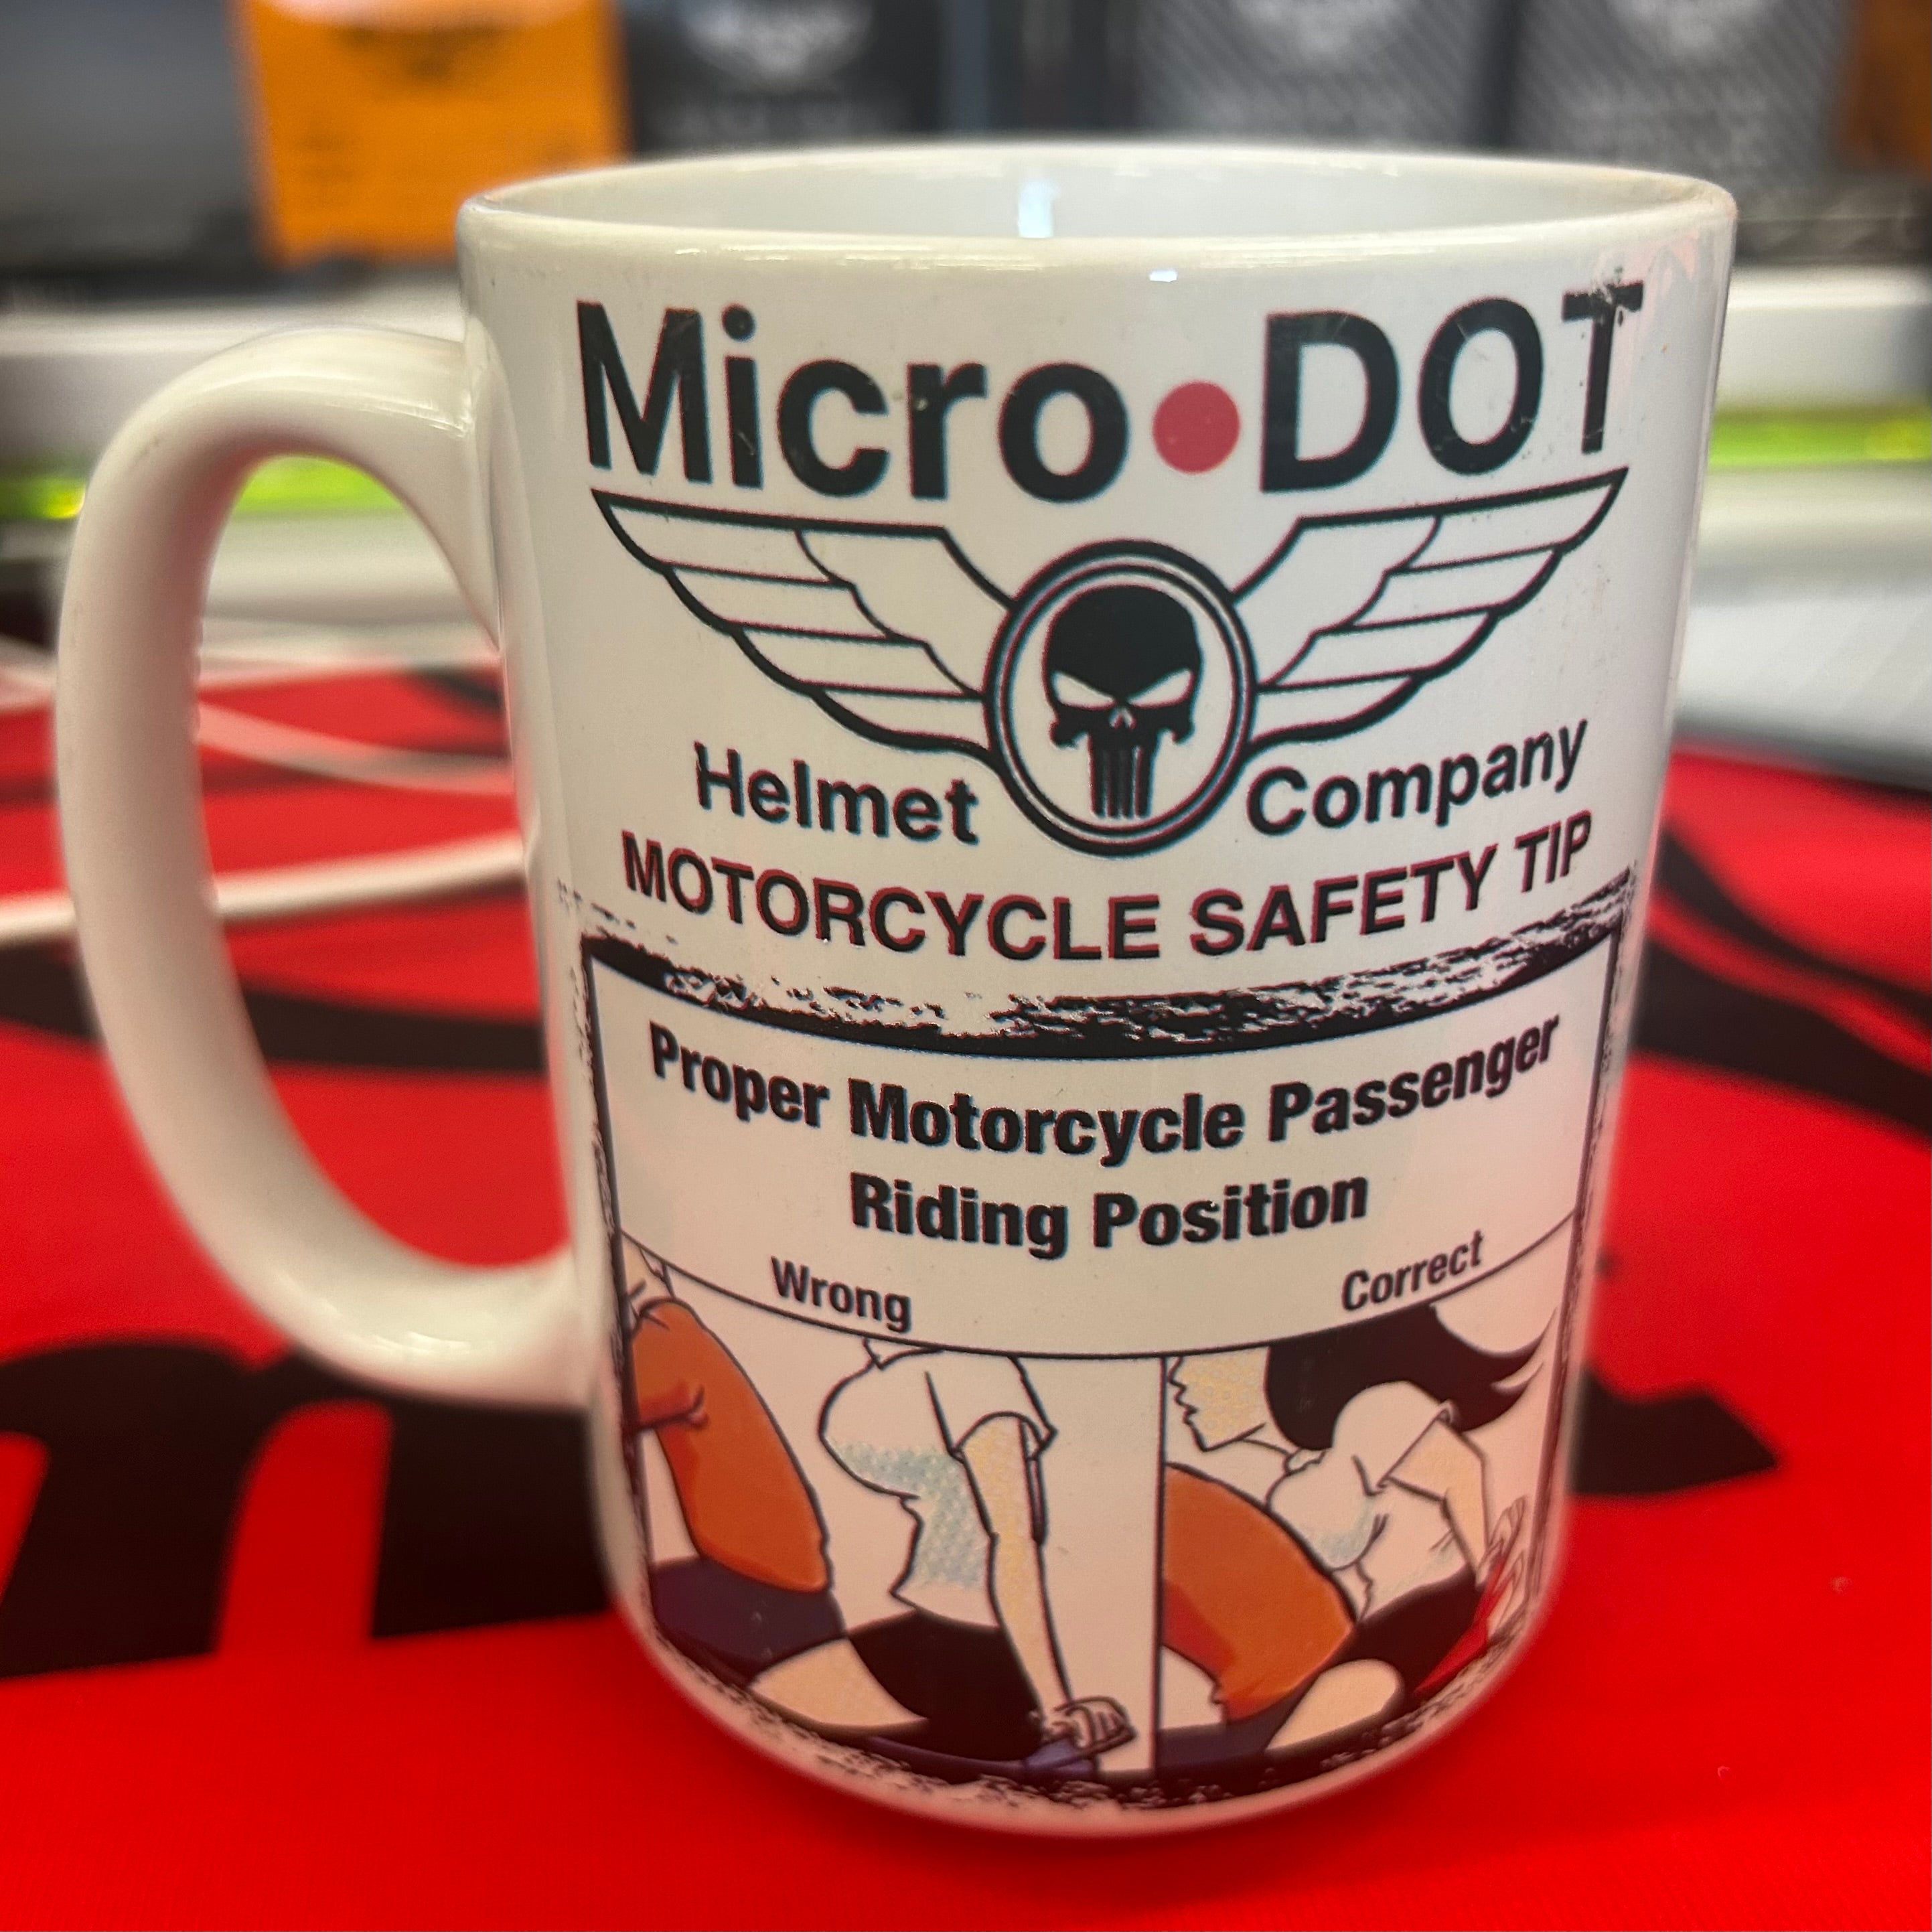 Micro•DOT
Helmet Company
MOTORCYCLE SAFETY TIP
Proper Motorcycle Passenger
Riding Position
Wrong Correct